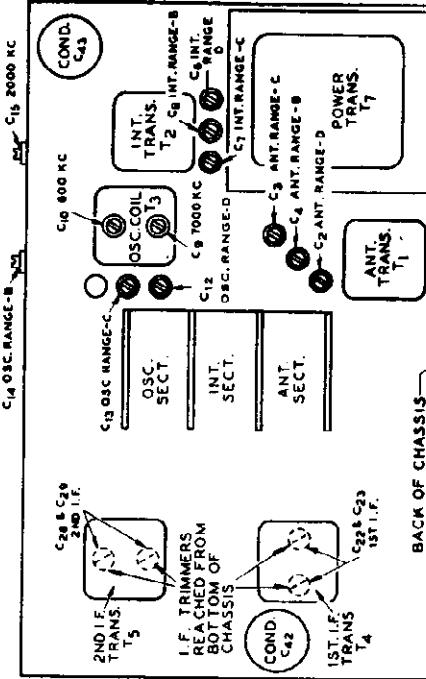 C14 OSC. RANGE-B
C15 2000 KC
COND.
C43
C10 600 KC
OSC. COIL
T3
C9 7000 KC
INT.
TRANS.
T2
C8 INT. RANGE-B
C6 INT.
RANGE
D
C7 INT. RANGE-C
C13 OSC RANGE-C
C12
OSC. RANGE-D
C3 ANT. RANGE-C
C4 ANT. RANGE-B
C2 ANT. RANGE-D
POWER
TRANS.
T7
ANT.
TRANS.
T1
OSC.
SECT.
INT.
SECT.
ANT.
SECT.
C28 & C29
2ND I.F.
2ND I.F.
TRANS.
T5
I.F. TRIMMERS
REACHED FROM
BOTTOM OF
CHASSIS
COND.
C42
C22 & C23
1ST I.F.
1ST. I.F.
TRANS
T4
BACK OF CHASSIS